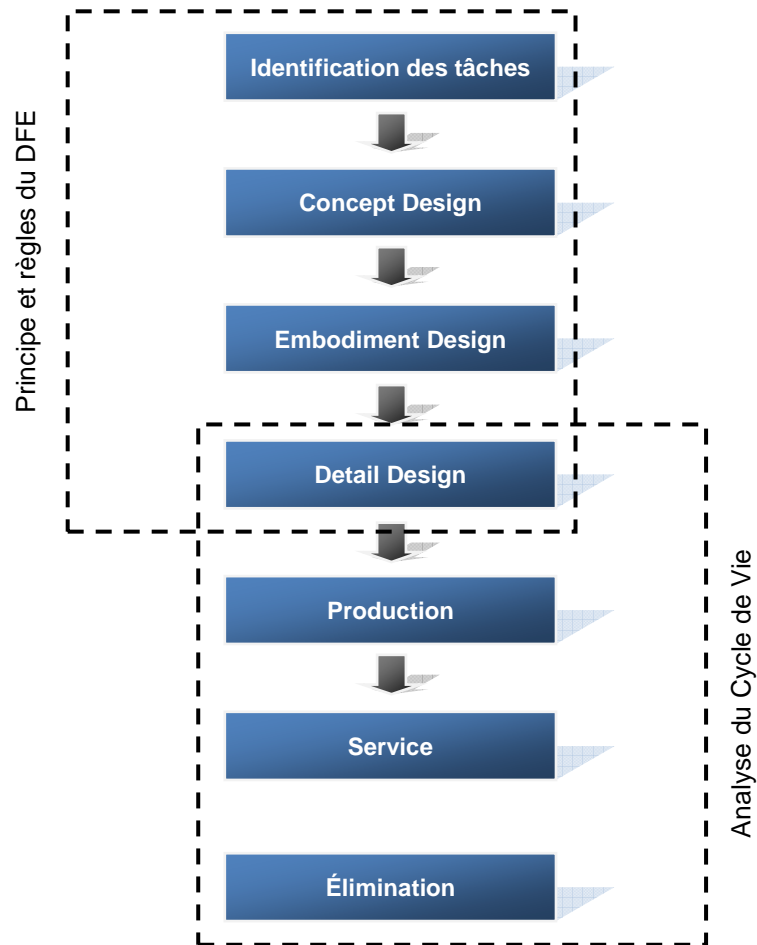 Principe et règles du DFE
Identification des tâches
Concept Design
Embodiment Design
Detail Design
Production
Service
Élimination
Analyse du Cycle de Vie